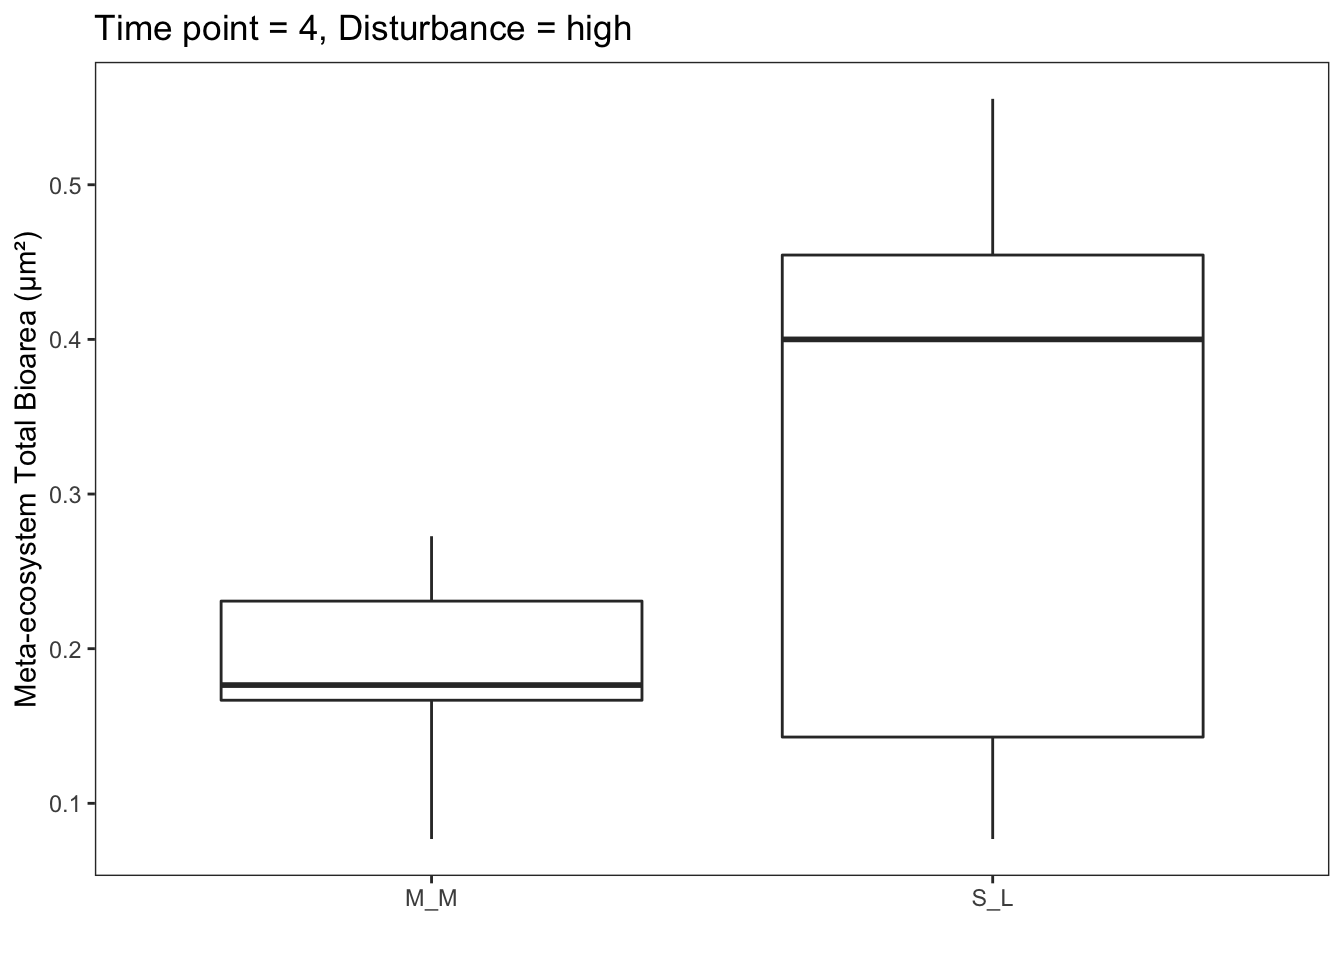 Time point = 4, Disturbance = high
Meta-ecosystem Total Bioarea (µm²)
0.5
0.4
0.3
0.2
0.1
M_M
S_L